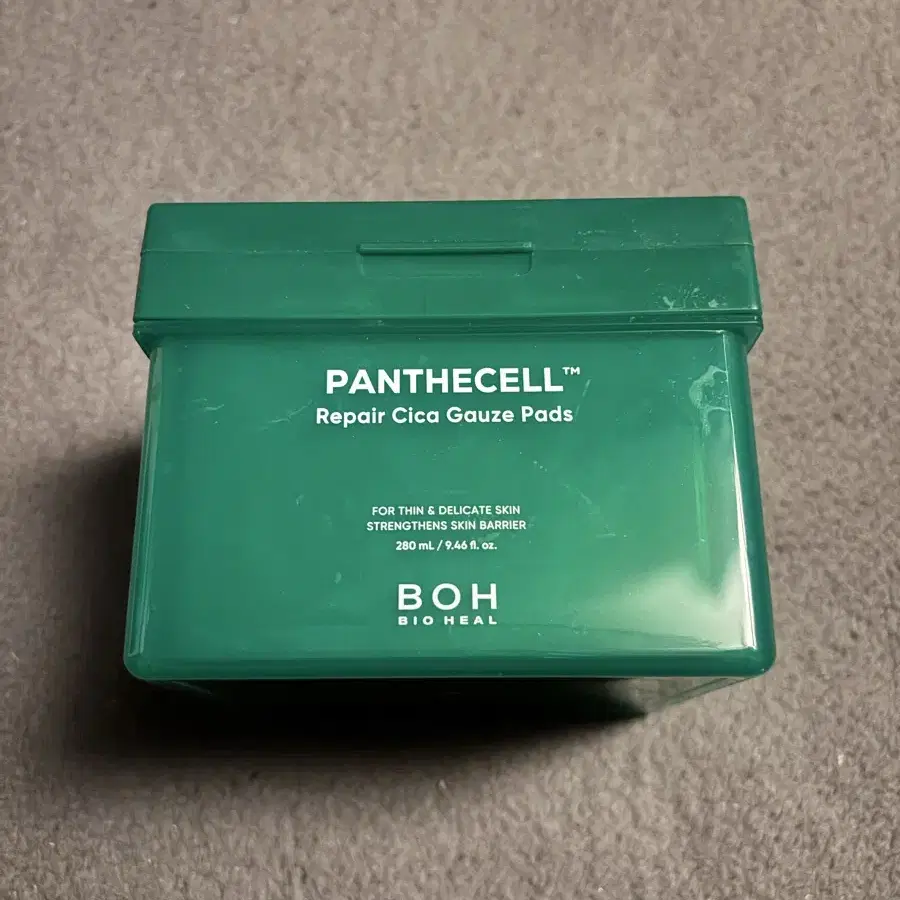 PANTHECELL™
Repair Cica Gauze Pads
FOR THIN & DELICATE SKIN
STRENGTHENS SKIN BARRIER
280 mL / 9.46 fl. oz.
BOH
BIO HEAL